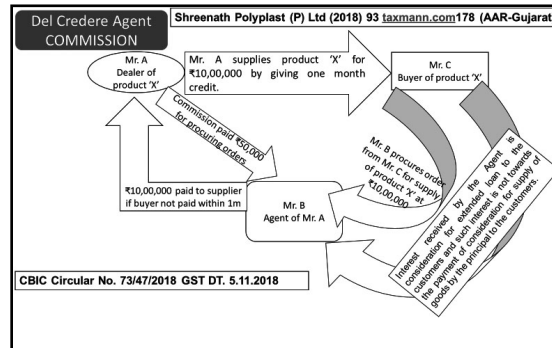 Del Credere Agent
COMMISSION
Shreenath Polyplast (P) Ltd (2018) 93 taxmann.com178 (AAR-Gujarat
Mr. A
Dealer of
product 'X'
Mr. A supplies product 'X' for
₹10,00,000 by giving one month
credit.
Mr. C
Buyer of product 'X'
Commission paid ₹50,000
for procuring orders
Mr. B procures order
from Mr. C for supply
of product 'X' at
₹10,00,000
₹10,00,000 paid to supplier
if buyer not paid within 1m
Mr. B
Agent of Mr. A
Interest received by the Agent is
consideration for extended loan to the
customers and such interest is not towards
the payment of consideration for supply of
goods by the principal to the customers.
CBIC Circular No. 73/47/2018 GST DT. 5.11.2018